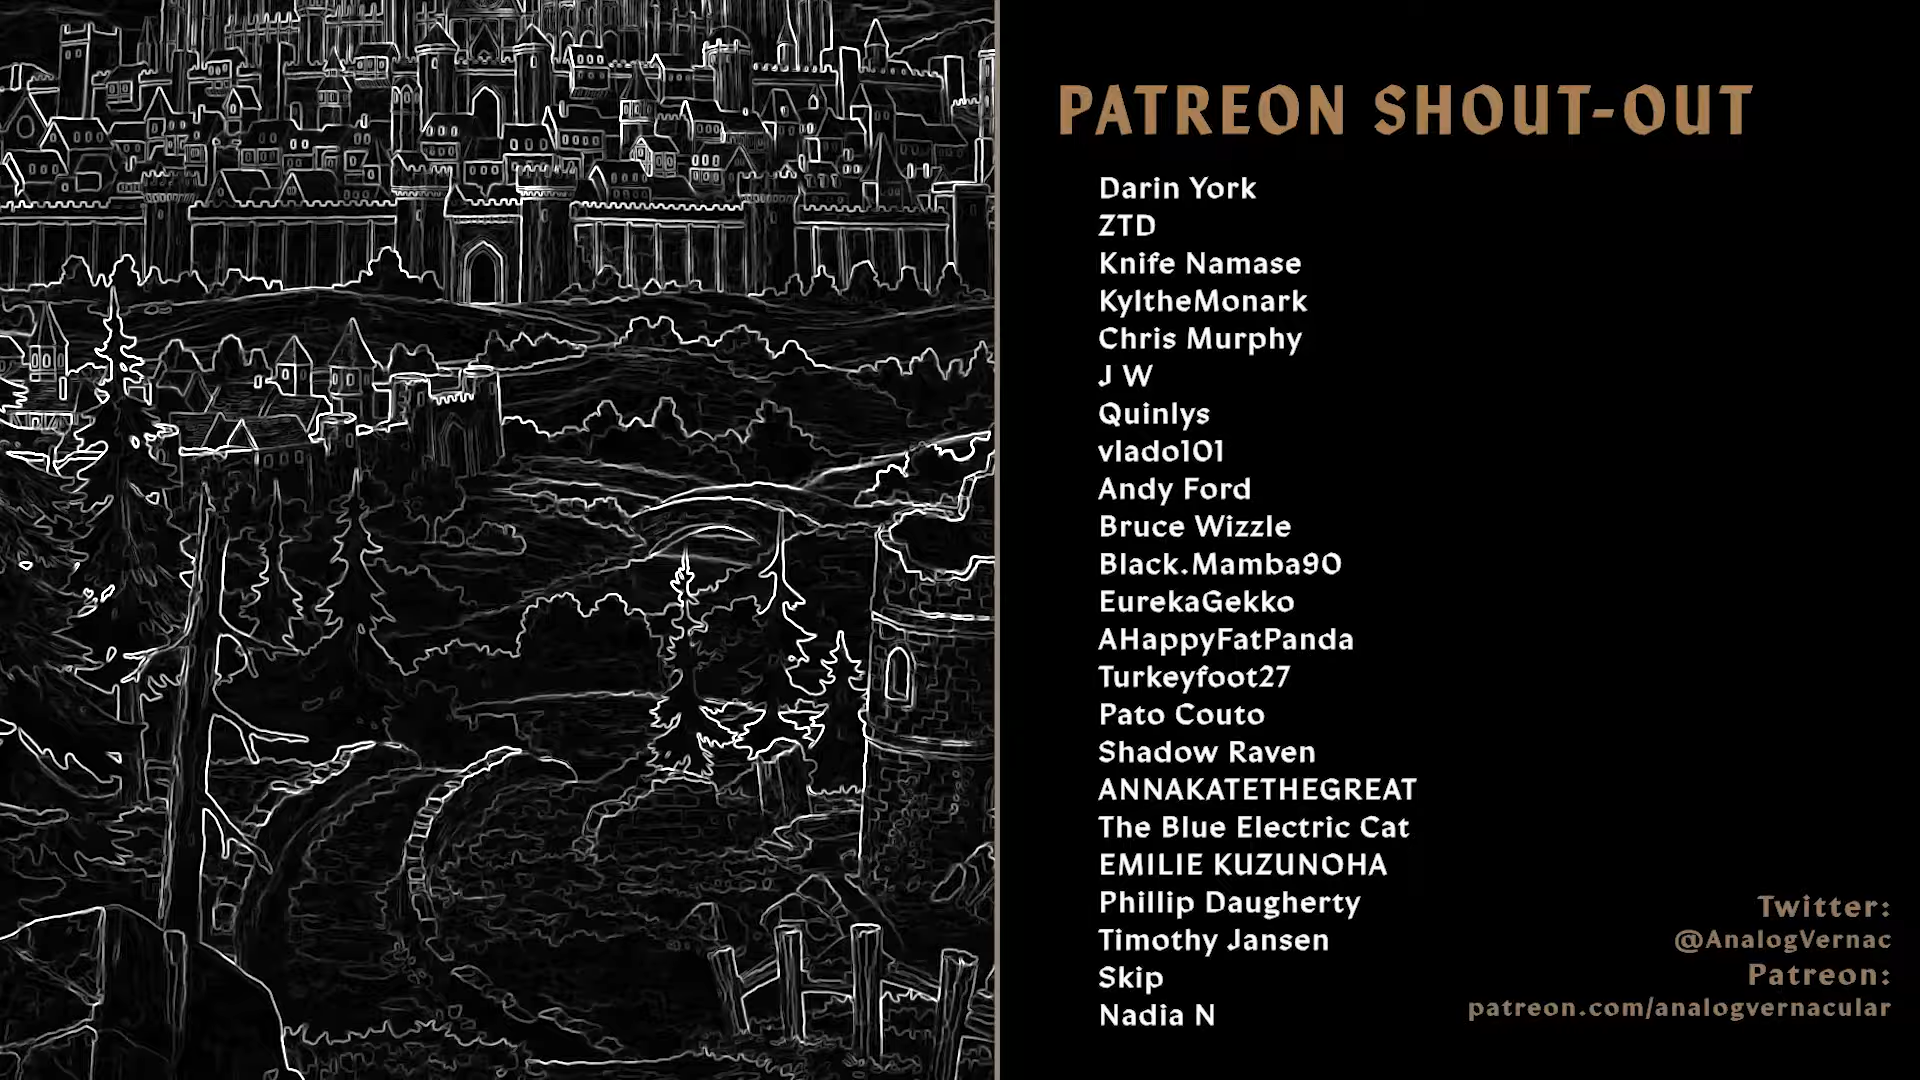 PATREON SHOUT-OUT
Darin York
ZTD
Knife Namase
KyltheMonark
Chris Murphy
J W
Quinlys
vlado101
Andy Ford
Bruce Wizzle
Black.Mamba90
EurekaGekko
AHappyFatPanda
Turkeyfoot27
Pato Couto
Shadow Raven
ANNAKATETHEGREAT
The Blue Electric Cat
EMILIE KUZUNOHA
Phillip Daugherty
Timothy Jansen
Skip
Nadia N
Twitter:
@AnalogVernac
Patreon:
patreon.com/analogvernacular